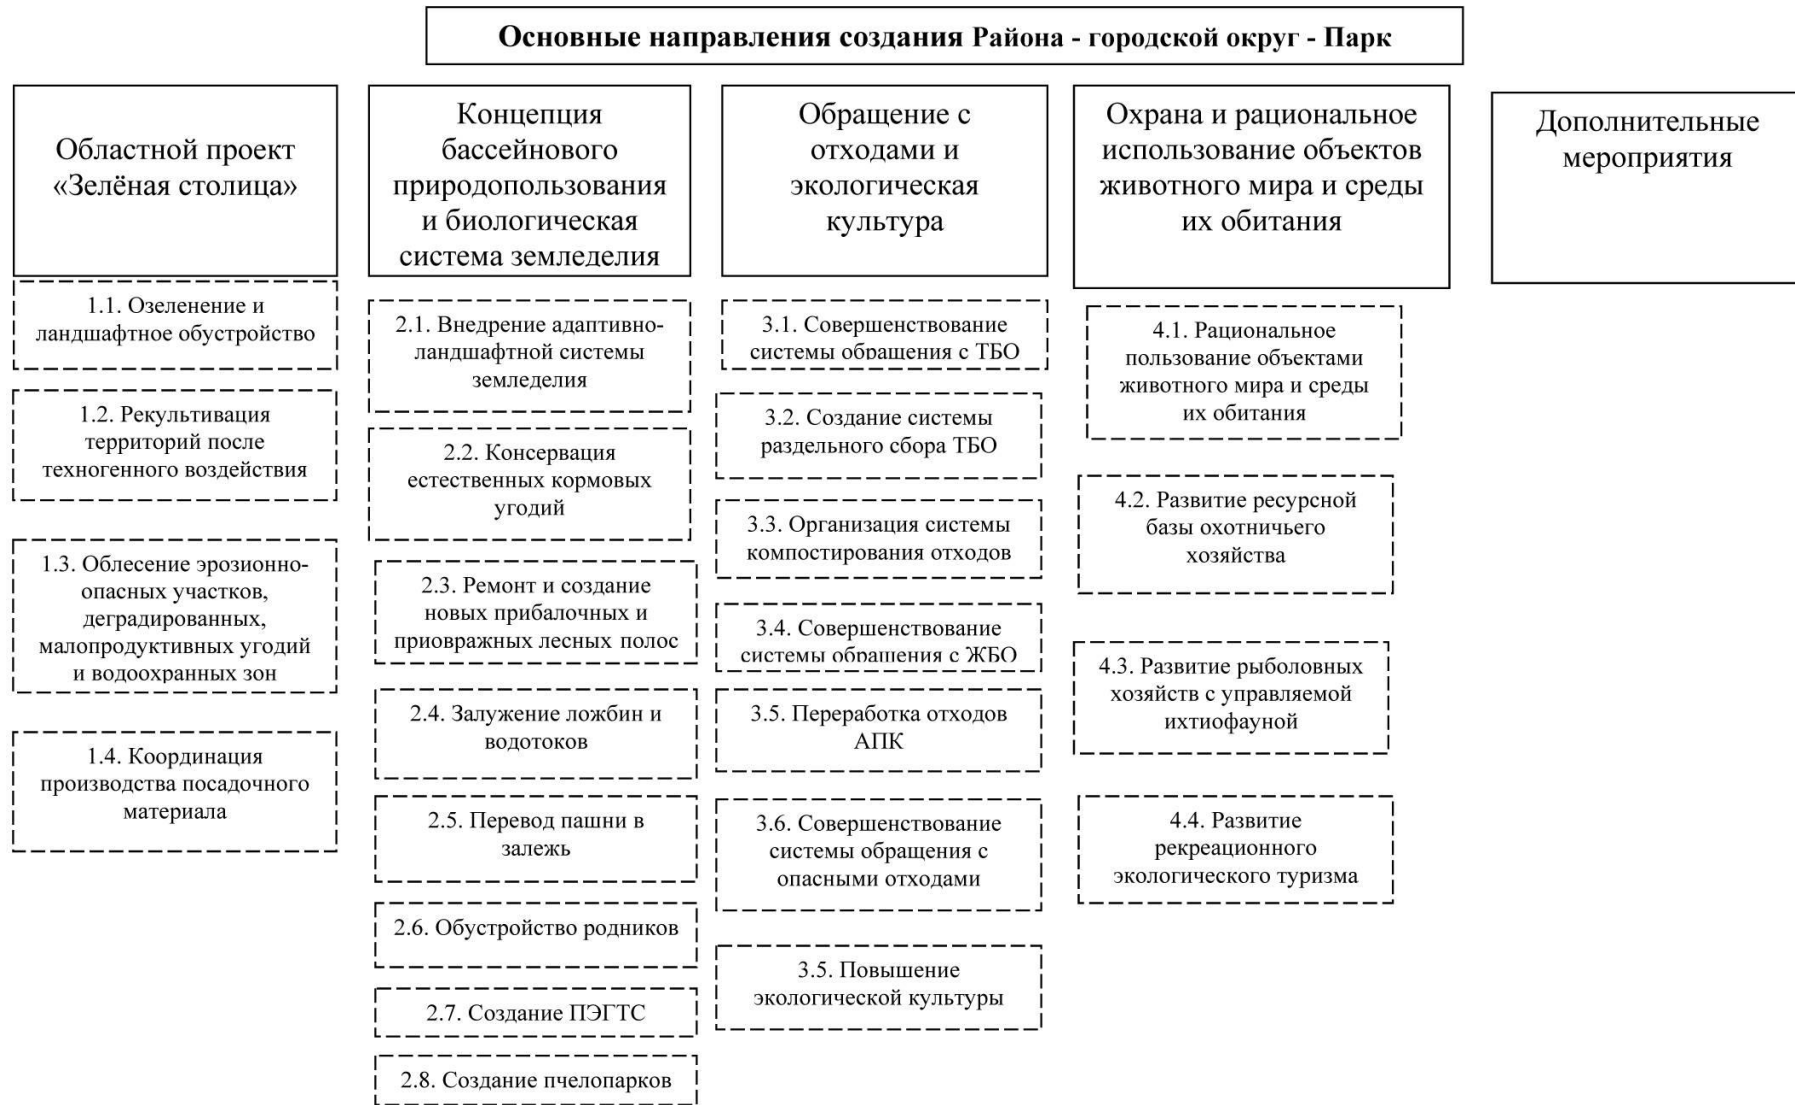 Основные направления создания Района - городской округ - Парк
Областной проект
«Зелёная столица»
1.1. Озеленение и
ландшафтное обустройство
1.2. Рекультивация
территорий после
техногенного воздействия
1.3. Облесение эрозионно-
опасных участков,
деградированных,
малопродуктивных угодий
и водоохранных зон
1.4. Координация
производства посадочного
материала
Концепция
бассейнового
природопользования
и биологическая
система земледелия
2.1. Внедрение адаптивно-
ландшафтной системы
земледелия
2.2. Консервация
естественных кормовых
угодий
2.3. Ремонт и создание
новых прибалочных и
приовражных лесных полос
2.4. Залужение ложбин и
водотоков
2.5. Перевод пашни в
залежь
2.6. Обустройство родников
2.7. Создание ПЭГТС
2.8. Создание пчелопарков
Обращение с
отходами и
экологическая
культура
3.1. Совершенствование
системы обращения с ТБО
3.2. Создание системы
раздельного сбора ТБО
3.3. Организация системы
компостирования отходов
3.4. Совершенствование
системы обращения с ЖБО
3.5. Переработка отходов
АПК
3.6. Совершенствование
системы обращения с
опасными отходами
3.5. Повышение
экологической культуры
Охрана и рациональное
использование объектов
животного мира и среды
их обитания
4.1. Рациональное
пользование объектами
животного мира и среды
их обитания
4.2. Развитие ресурсной
базы охотничьего
хозяйства
4.3. Развитие рыболовных
хозяйств с управляемой
ихтиофауной
4.4. Развитие
рекреационного
экологического туризма
Дополнительные
мероприятия